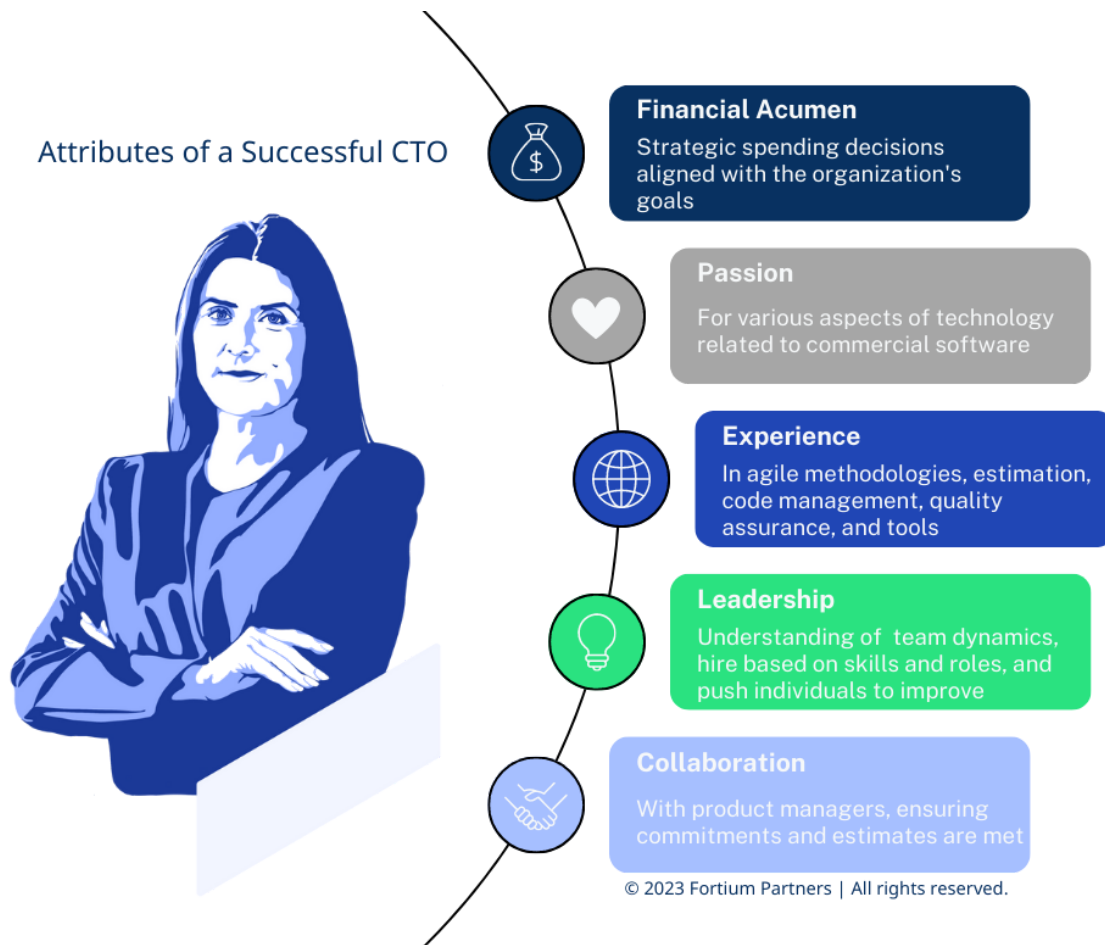 Attributes of a Successful CTO
$
Financial Acumen
Strategic spending decisions
aligned with the organization's
goals
Passion
For various aspects of technology
related to commercial software
Experience
In agile methodologies, estimation,
code management, quality
assurance, and tools
Leadership
Understanding of  team dynamics,
hire based on skills and roles, and
push individuals to improve
Collaboration
With product managers, ensuring
commitments and estimates are met
© 2023 Fortium Partners | All rights reserved.